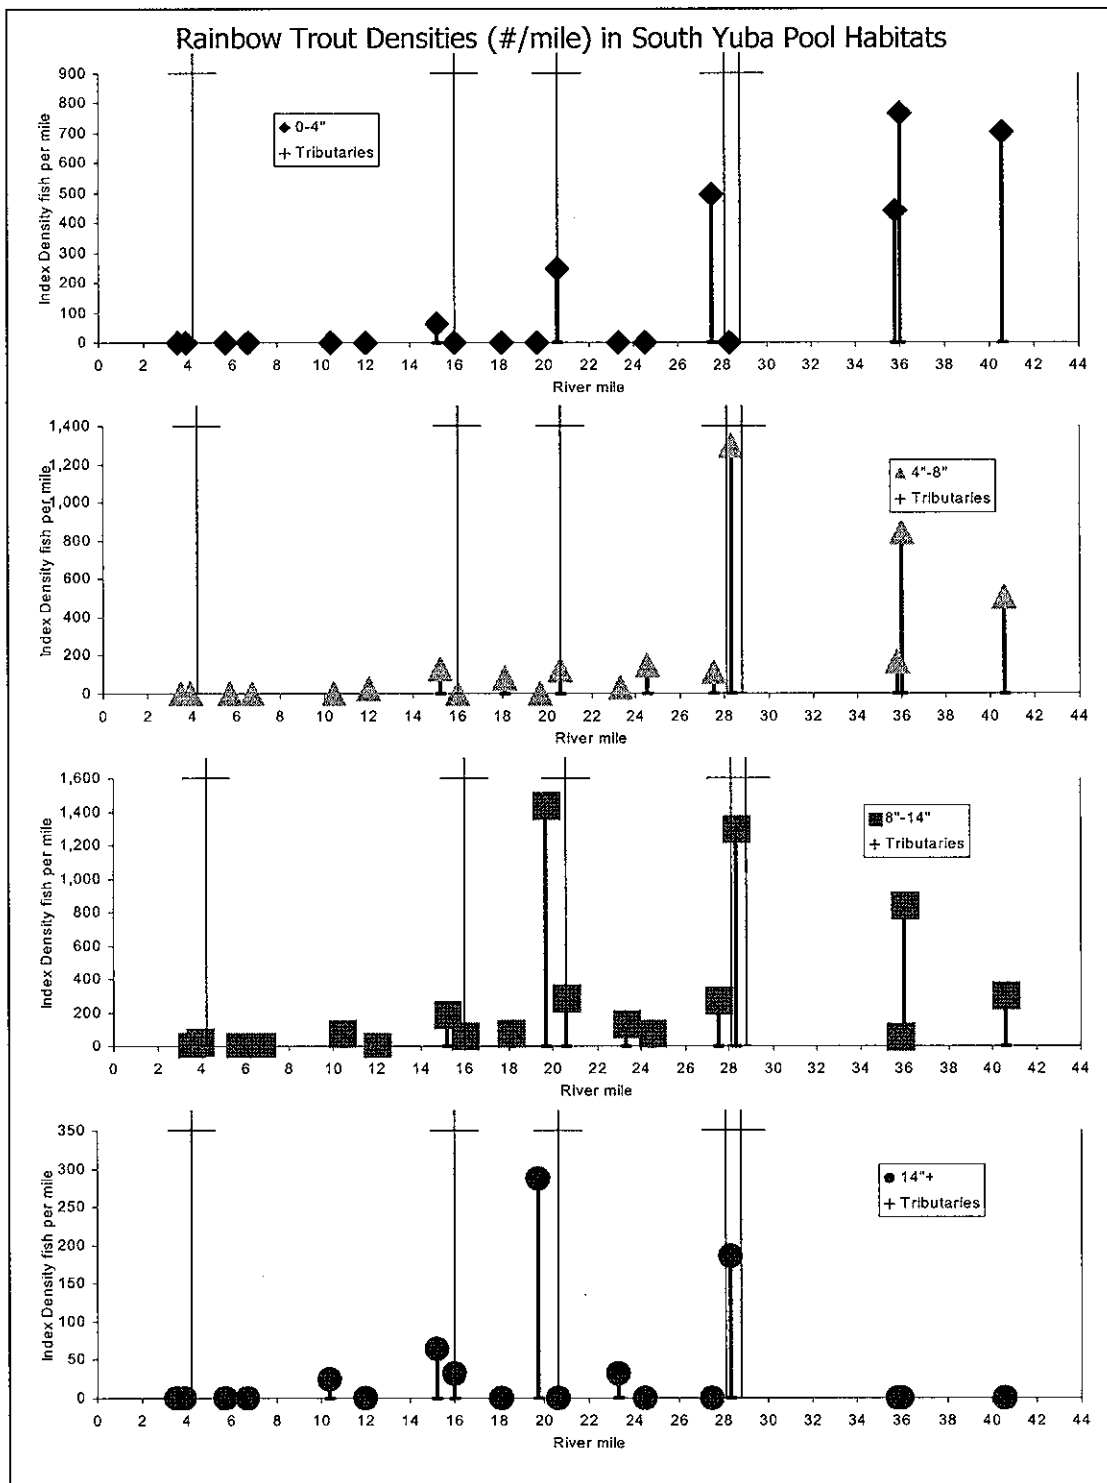 Rainbow Trout Densities (#/mile) in South Yuba Pool Habitats
Index Density fish per mile
900
800
700
600
500
400
300
200
100
0
0-4"
Tributaries
0 2 4 6 8 10 12 14 16 18 20 22 24 26 28 30 32 34 36 38 40 42 44
River mile
Index Density fish per mile
1,400
1,200
1,000
800
600
400
200
0
4"-8"
Tributaries
0 2 4 6 8 10 12 14 16 18 20 22 24 26 28 30 32 34 36 38 40 42 44
River mile
Index Density fish per mile
1,600
1,400
1,200
1,000
800
600
400
200
0
8"-14"
Tributaries
0 2 4 6 8 10 12 14 16 18 20 22 24 26 28 30 32 34 36 38 40 42 44
River mile
Index Density fish per mile
350
300
250
200
150
100
50
0
14"+
Tributaries
0 2 4 6 8 10 12 14 16 18 20 22 24 26 28 30 32 34 36 38 40 42 44
River mile